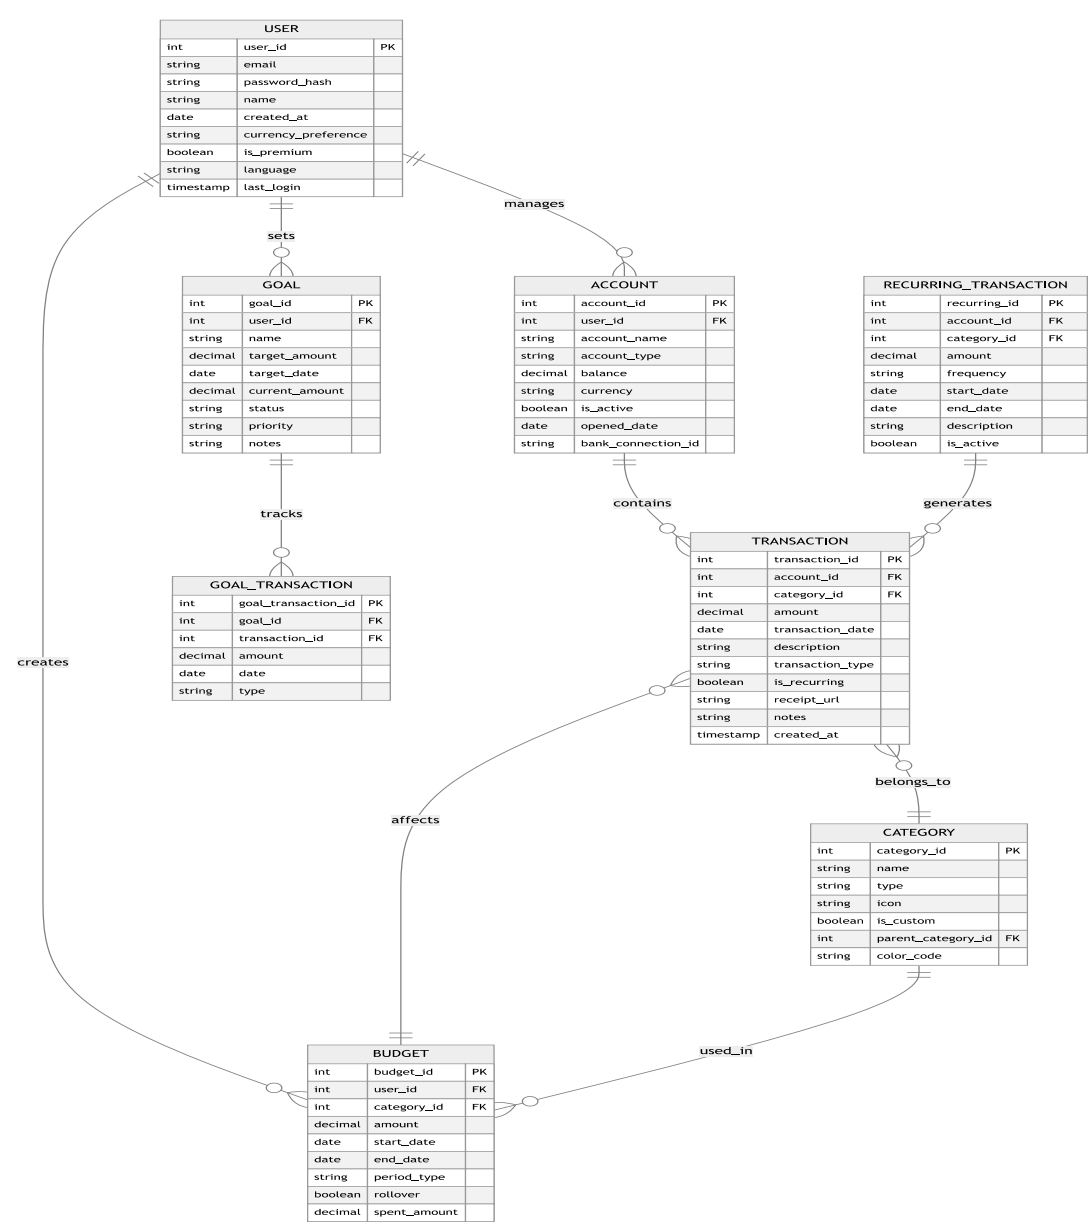 USER
int user_id PK
string email
string password_hash
string name
date created_at
string currency_preference
boolean is_premium
string language
timestamp last_login
manages
sets
GOAL
int goal_id PK
int user_id FK
string name
decimal target_amount
date target_date
decimal current_amount
string status
string priority
string notes
ACCOUNT
int account_id PK
int user_id FK
string account_name
string account_type
decimal balance
string currency
boolean is_active
date opened_date
string bank_connection_id
RECURRING_TRANSACTION
int recurring_id PK
int account_id FK
int category_id FK
decimal amount
string frequency
date start_date
date end_date
string description
boolean is_active
contains
generates
tracks
TRANSACTION
int transaction_id PK
int account_id FK
int category_id FK
decimal amount
date transaction_date
string description
string transaction_type
boolean is_recurring
string receipt_url
string notes
timestamp created_at
GOAL_TRANSACTION
int goal_transaction_id PK
int goal_id FK
int transaction_id FK
decimal amount
date date
string type
creates
belongs_to
affects
CATEGORY
int category_id PK
string name
string type
string icon
boolean is_custom
int parent_category_id FK
string color_code
used_in
BUDGET
int budget_id PK
int user_id FK
int category_id FK
decimal amount
date start_date
date end_date
string period_type
boolean rollover
decimal spent_amount